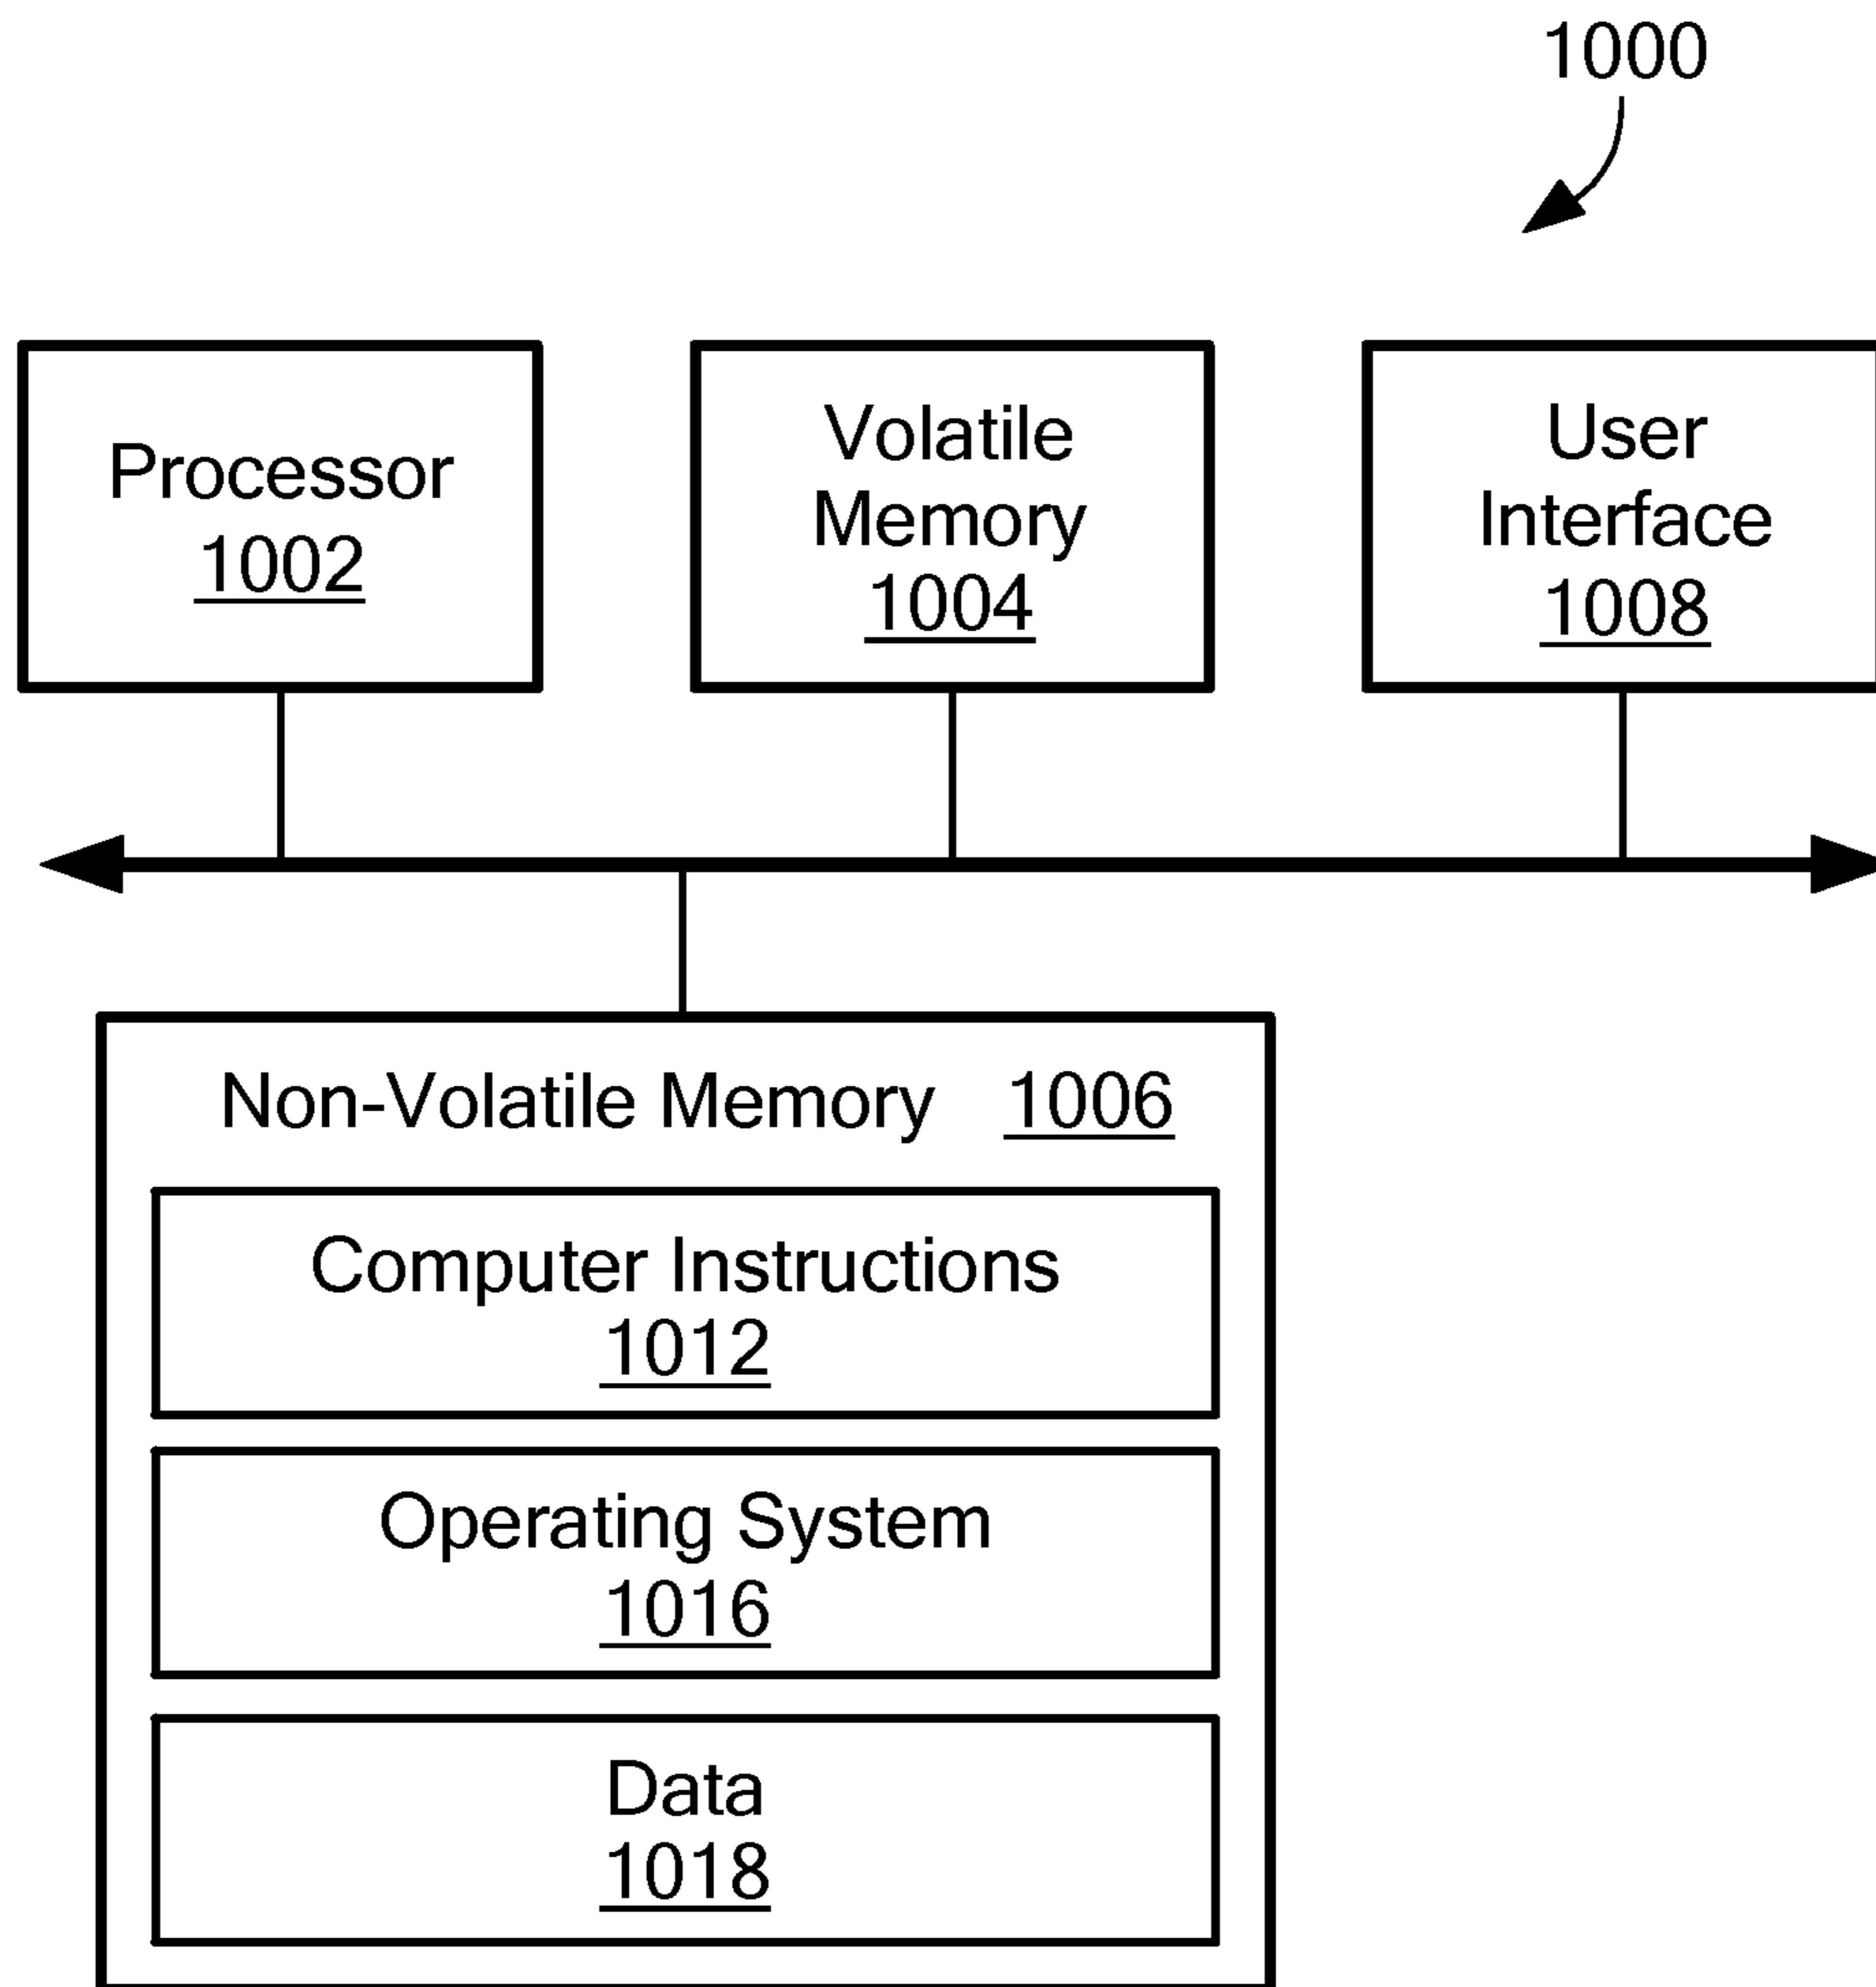 1000
Processor
1002
Volatile
Memory
1004
User
Interface
1008
Non-Volatile Memory 1006
Computer Instructions
1012
Operating System
1016
Data
1018